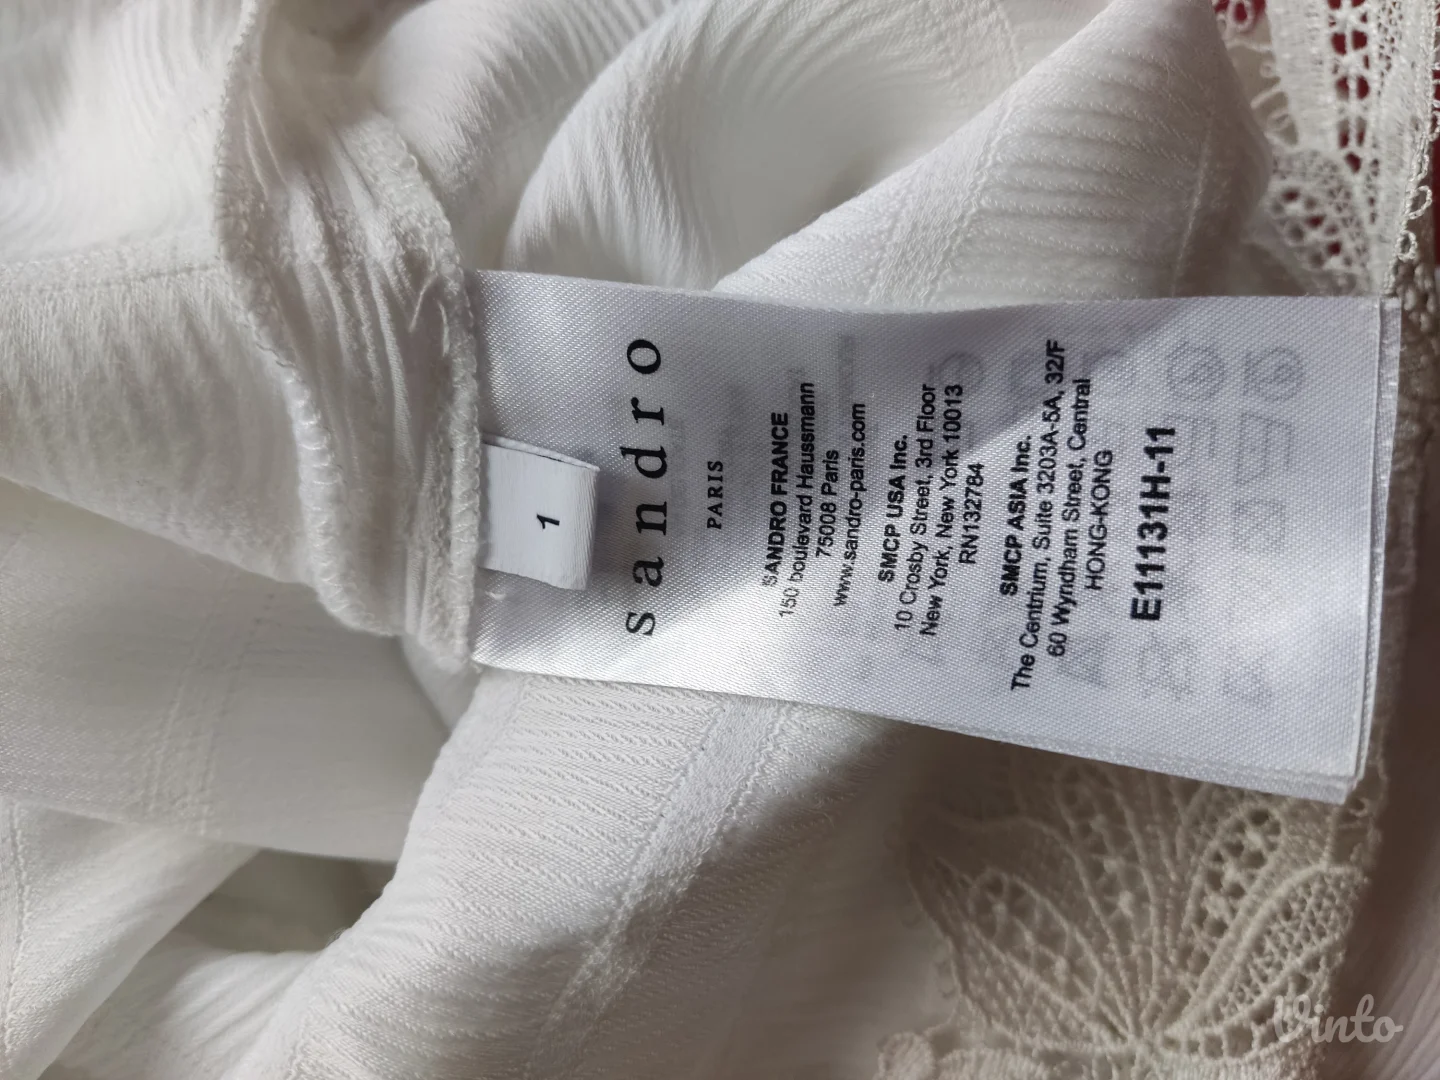 1
sandro
PARIS
SANDRO FRANCE
150 boulevard Haussmann
75008 Paris
www.sandro-paris.com
SMCP USA Inc.
10 Crosby Street, 3rd Floor
New York, New York 10013
RN132784
SMCP ASIA Inc.
The Centrium, Suite 3203A-5A, 32/F
60 Wyndham Street, Central
HONG-KONG
E11131H-11
Vinto